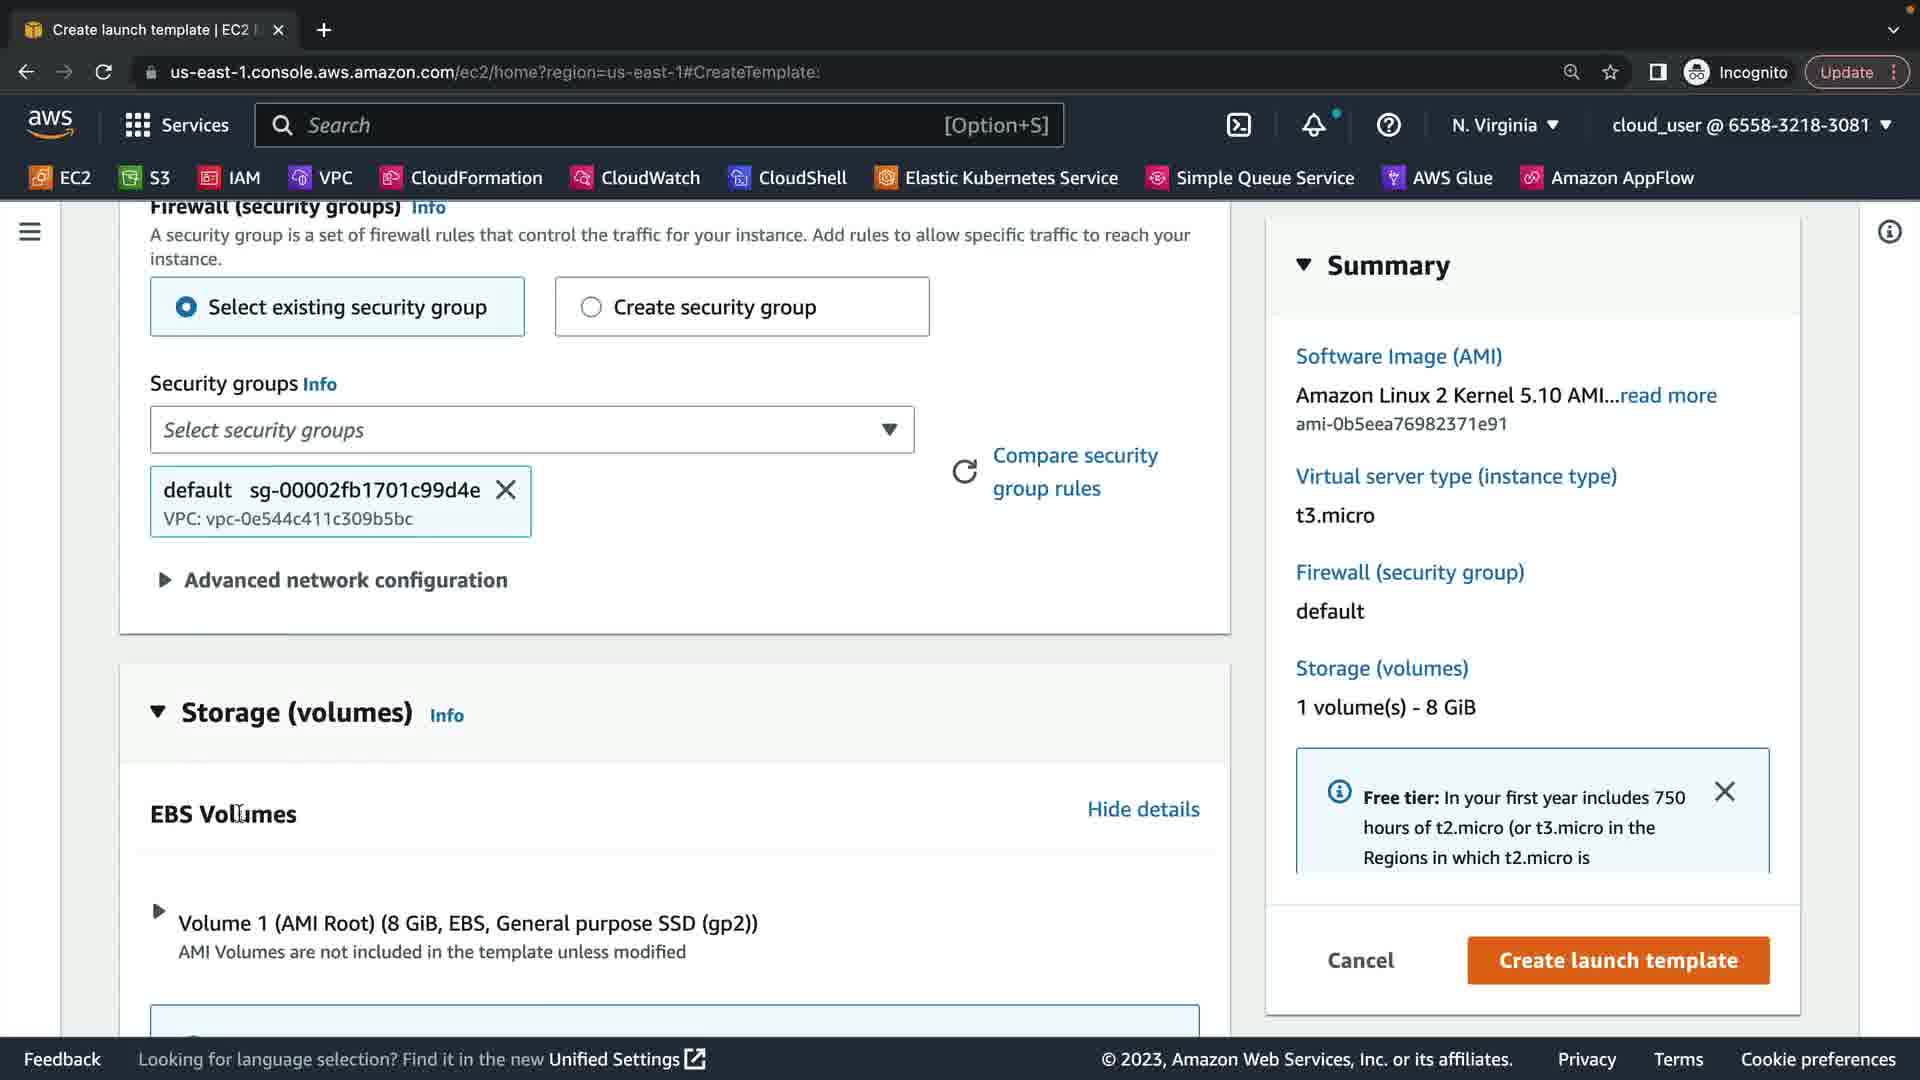 Create launch template | EC2
us-east-1.console.aws.amazon.com/ec2/home?region=us-east-1#CreateTemplate:
Incognito
Update
aws
Services
Search
[Option+S]
N. Virginia
cloud_user @ 6558-3218-3081
EC2
S3
IAM
VPC
CloudFormation
CloudWatch
CloudShell
Elastic Kubernetes Service
Simple Queue Service
AWS Glue
Amazon AppFlow
Firewall (security groups) Info
A security group is a set of firewall rules that control the traffic for your instance. Add rules to allow specific traffic to reach your
instance.
Select existing security group
Create security group
Security groups Info
Select security groups
default sg-00002fb1701c99d4e
VPC: vpc-0e544c411c309b5bc
Compare security
group rules
Advanced network configuration
Storage (volumes) Info
EBS Volumes
Hide details
Volume 1 (AMI Root) (8 GiB, EBS, General purpose SSD (gp2))
AMI Volumes are not included in the template unless modified
Summary
Software Image (AMI)
Amazon Linux 2 Kernel 5.10 AMI...read more
ami-0b5eea76982371e91
Virtual server type (instance type)
t3.micro
Firewall (security group)
default
Storage (volumes)
1 volume(s) - 8 GiB
Free tier: In your first year includes 750
hours of t2.micro (or t3.micro in the
Regions in which t2.micro is
Cancel
Create launch template
Feedback
Looking for language selection? Find it in the new Unified Settings
© 2023, Amazon Web Services, Inc. or its affiliates.
Privacy
Terms
Cookie preferences